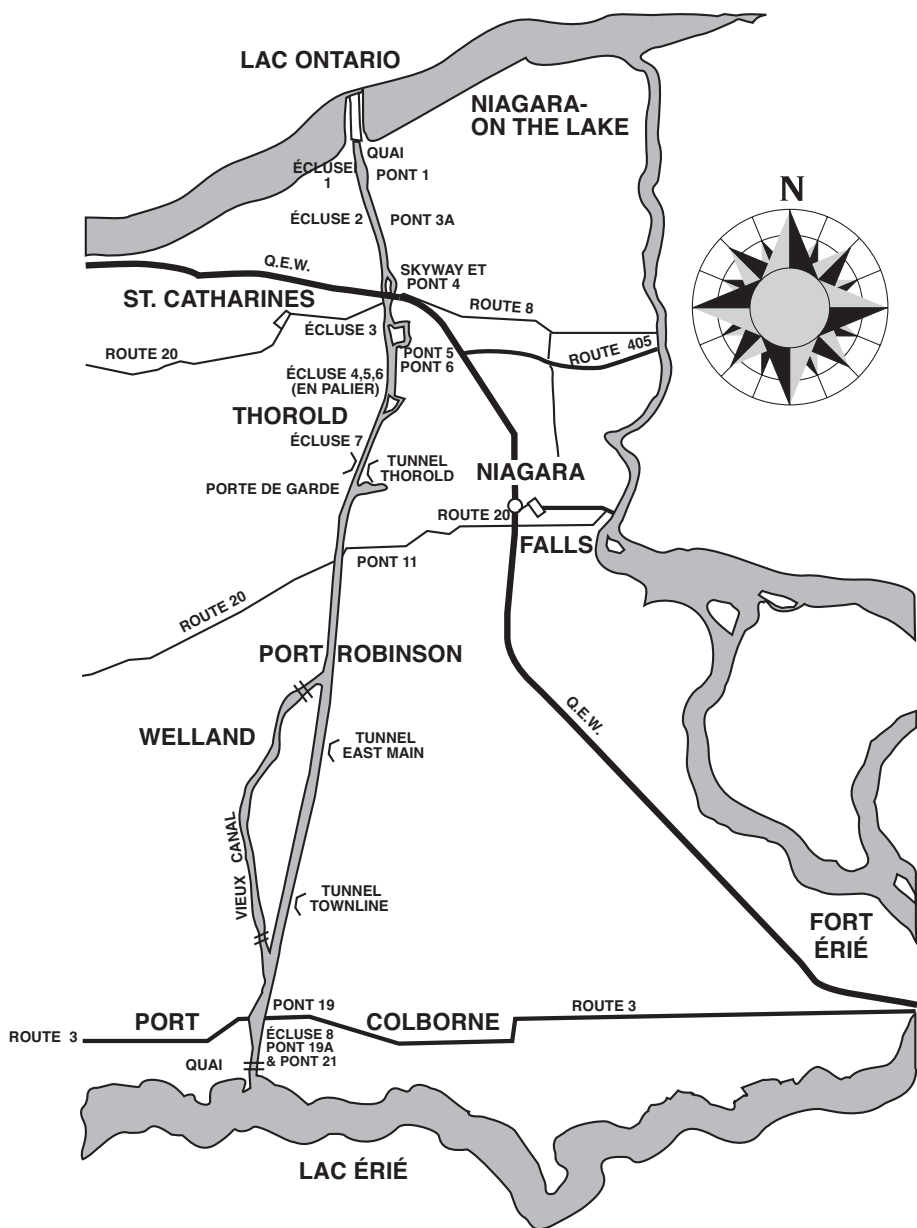 LAC ONTARIO
NIAGARA-
ON THE LAKE
QUAI
ÉCLUSE
1
PONT 1
N
ÉCLUSE 2
PONT 3A
Q.E.W.
SKYWAY ET
PONT 4
ST. CATHARINES
ROUTE 8
ÉCLUSE 3
ROUTE 20
PONT 5
PONT 6
ROUTE 405
ÉCLUSE 4,5,6
(EN PALIER)
THOROLD
ÉCLUSE 7
TUNNEL
THOROLD
NIAGARA
PORTE DE GARDE
ROUTE 20
FALLS
PONT 11
ROUTE 20
PORT ROBINSON
WELLAND
Q.E.W.
TUNNEL
EAST MAIN
VIEUX CANAL
TUNNEL
TOWNLINE
FORT
ÉRIÉ
PONT 19
ROUTE 3
PORT
COLBORNE
ROUTE 3
ÉCLUSE 8
PONT 19A
& PONT 21
QUAI
LAC ÉRIÉ